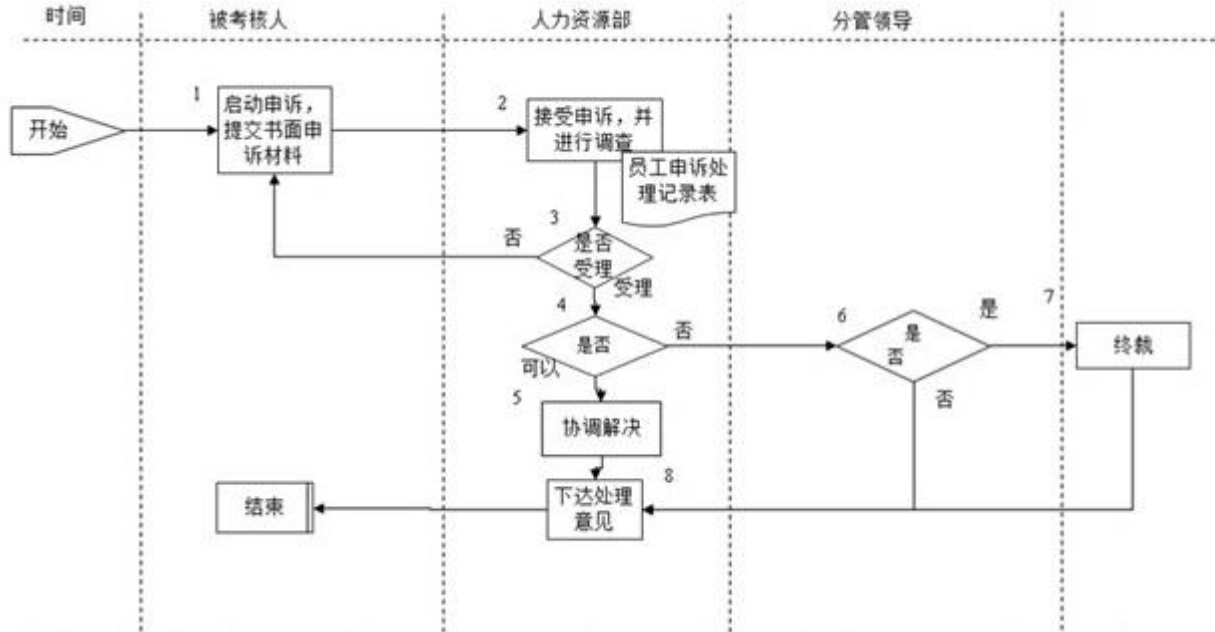 时间
被考核人
人力资源部
分管领导
1
2
开始
启动申诉，
提交书面申
诉材料
接受申诉，并
进行调查
员工申诉处
理记录表
3
否
是否
受理
受理
4
是否
可以
否
6
是
否
是
否
7
终裁
5
协调解决
8
下达处理
意见
结束